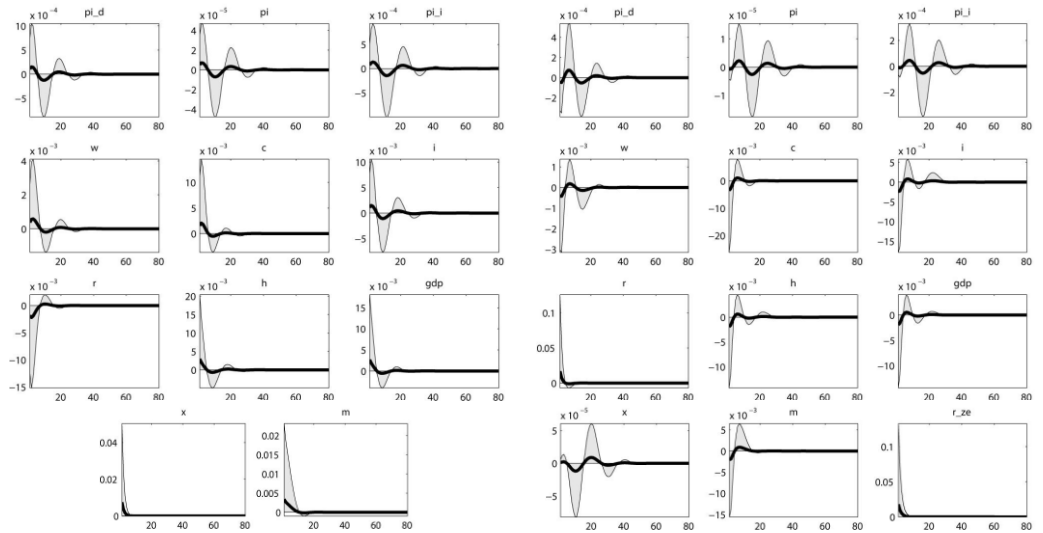 pi_d pi pi_i pi_d pi pi_i
x 10⁻⁴ x 10⁻⁵ x 10⁻⁴ x 10⁻⁴ x 10⁻⁵ x 10⁻⁴
10 4 5 4 1 2
5 2 0 2 0 0
0 0 −5 0 −1 −2
−5 −2 −2
−4
20 40 60 80 20 40 60 80 20 40 60 80 20 40 60 80 20 40 60 80 20 40 60 80
w c i w c i
x 10⁻³ x 10⁻³ x 10⁻³ x 10⁻³ x 10⁻³ x 10⁻³
4 15 10 1 0 5
2 10 5 0 −10 0
0 5 0 −1 −20 −5
0 −5 −2 −10
−3 −15
20 40 60 80 20 40 60 80 20 40 60 80 20 40 60 80 20 40 60 80 20 40 60 80
r h gdp r h gdp
x 10⁻³ x 10⁻³ x 10⁻³ x 10⁻³ x 10⁻³
0 20 15 0.1 0 0
−5 15 10 0.05 −5 −5
−10 10 5 0 −10 −10
−15 5 0
0
20 40 60 80 20 40 60 80 20 40 60 80 20 40 60 80 20 40 60 80 20 40 60 80
x m x m r_ze
x 10⁻⁵ x 10⁻³
0.04 0.02 5 5 0.1
0.02 0.015 0 0 0.05
0 0.01 −5 −5 0
0.005 −10
0 −15
20 40 60 80 20 40 60 80 20 40 60 80 20 40 60 80 20 40 60 80